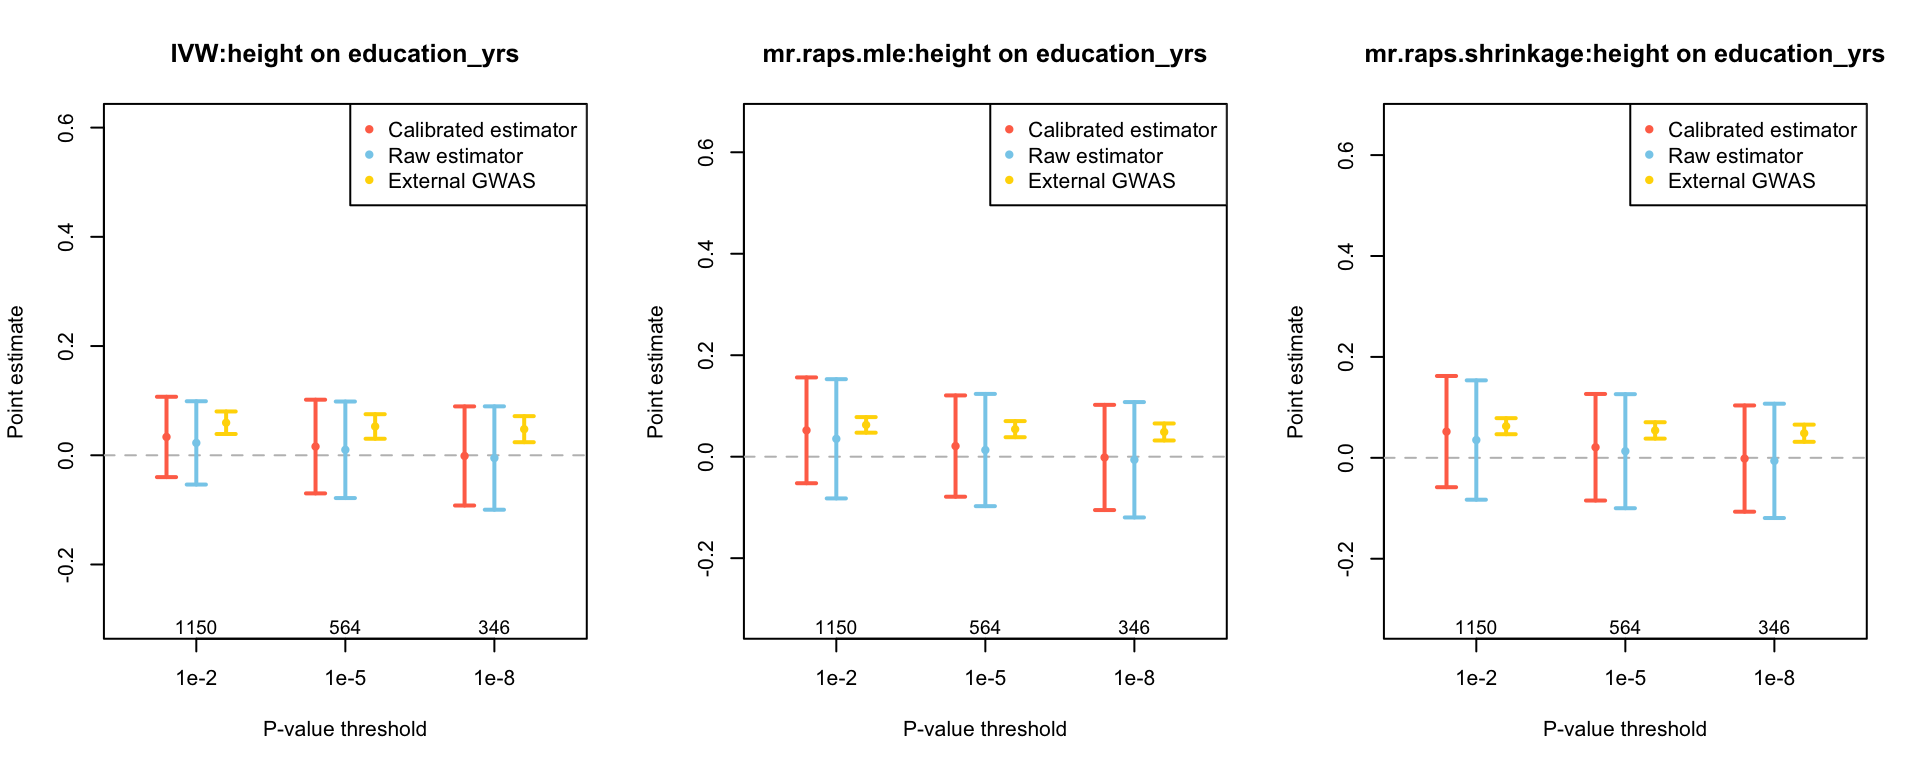 IVW:height on education_yrs
Calibrated estimator
Raw estimator
External GWAS
Point estimate
0.6
0.4
0.2
0.0
-0.2
1150 564 346
1e-2 1e-5 1e-8
P-value threshold
mr.raps.mle:height on education_yrs
Calibrated estimator
Raw estimator
External GWAS
Point estimate
0.6
0.4
0.2
0.0
-0.2
1150 564 346
1e-2 1e-5 1e-8
P-value threshold
mr.raps.shrinkage:height on education_yrs
Calibrated estimator
Raw estimator
External GWAS
Point estimate
0.6
0.4
0.2
0.0
-0.2
1150 564 346
1e-2 1e-5 1e-8
P-value threshold